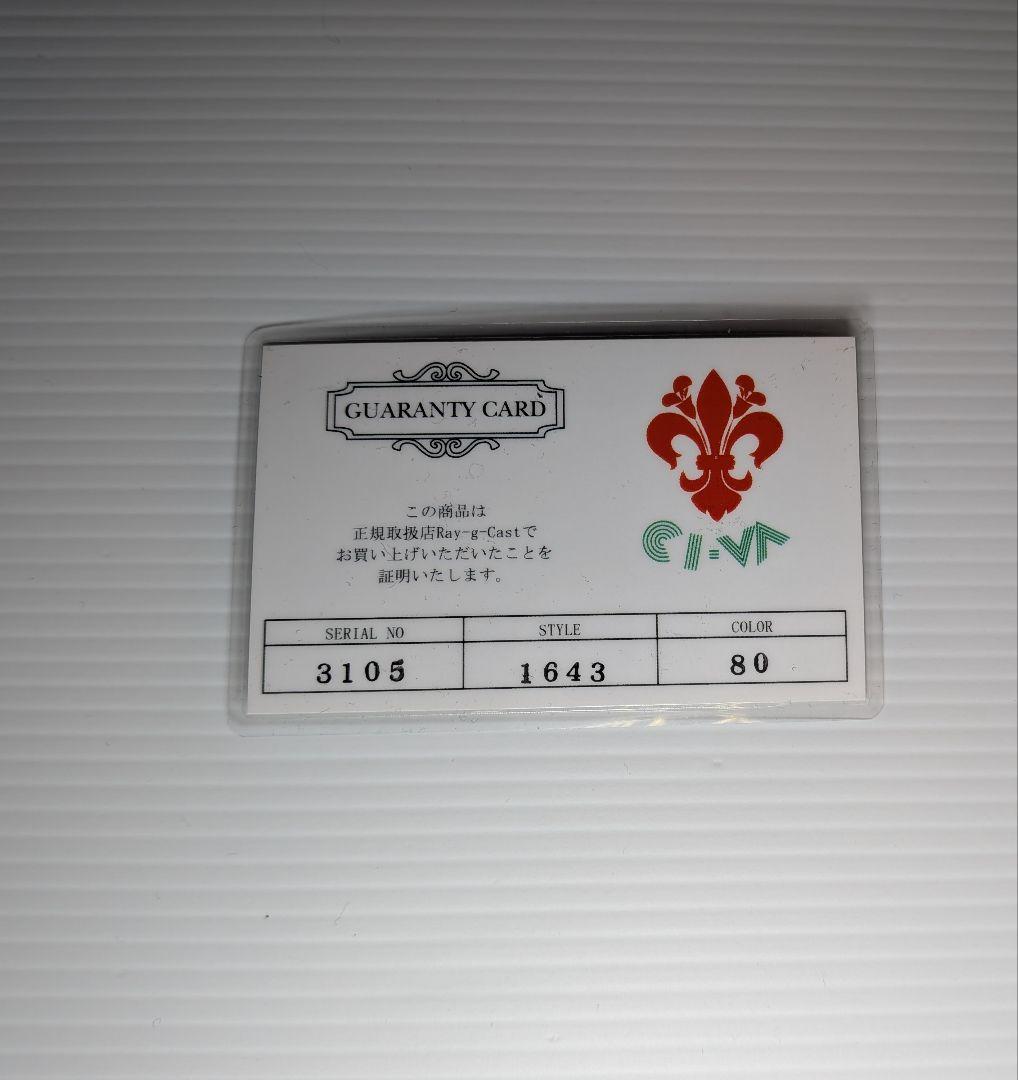 GUARANTY CARD
この商品は
正規取扱店Ray-g-Castで
お買い上げいただいたことを
証明いたします。
SERIAL NO STYLE COLOR
3105 1643 80